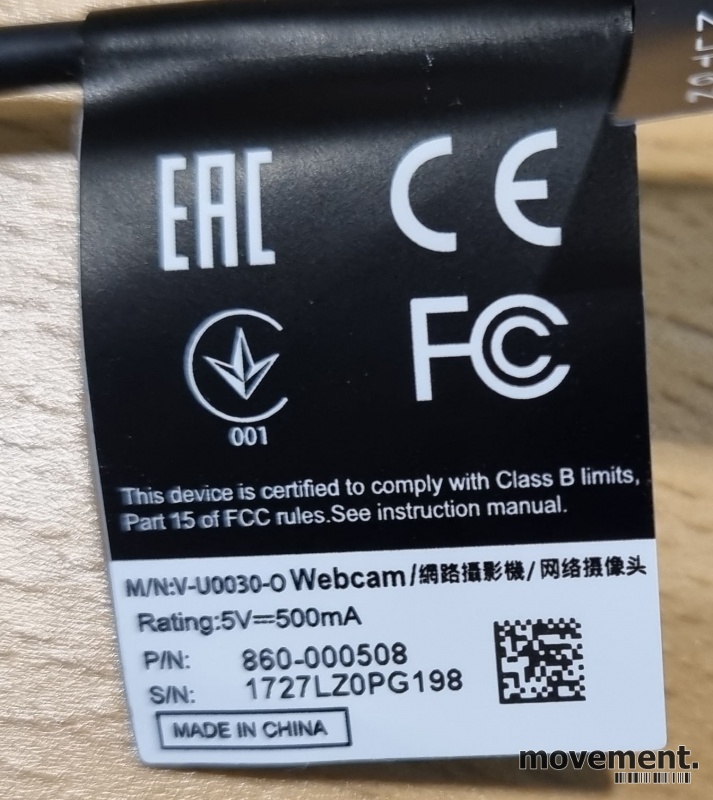 EAC CE
FC
001
This device is certified to comply with Class B limits,
Part 15 of FCC rules.See instruction manual.
M/N:V-U0030-O Webcam/網路攝影機/网络摄像头
Rating:5V⎓500mA
P/N: 860-000508
S/N: 1727LZ0PG198
MADE IN CHINA
movement.